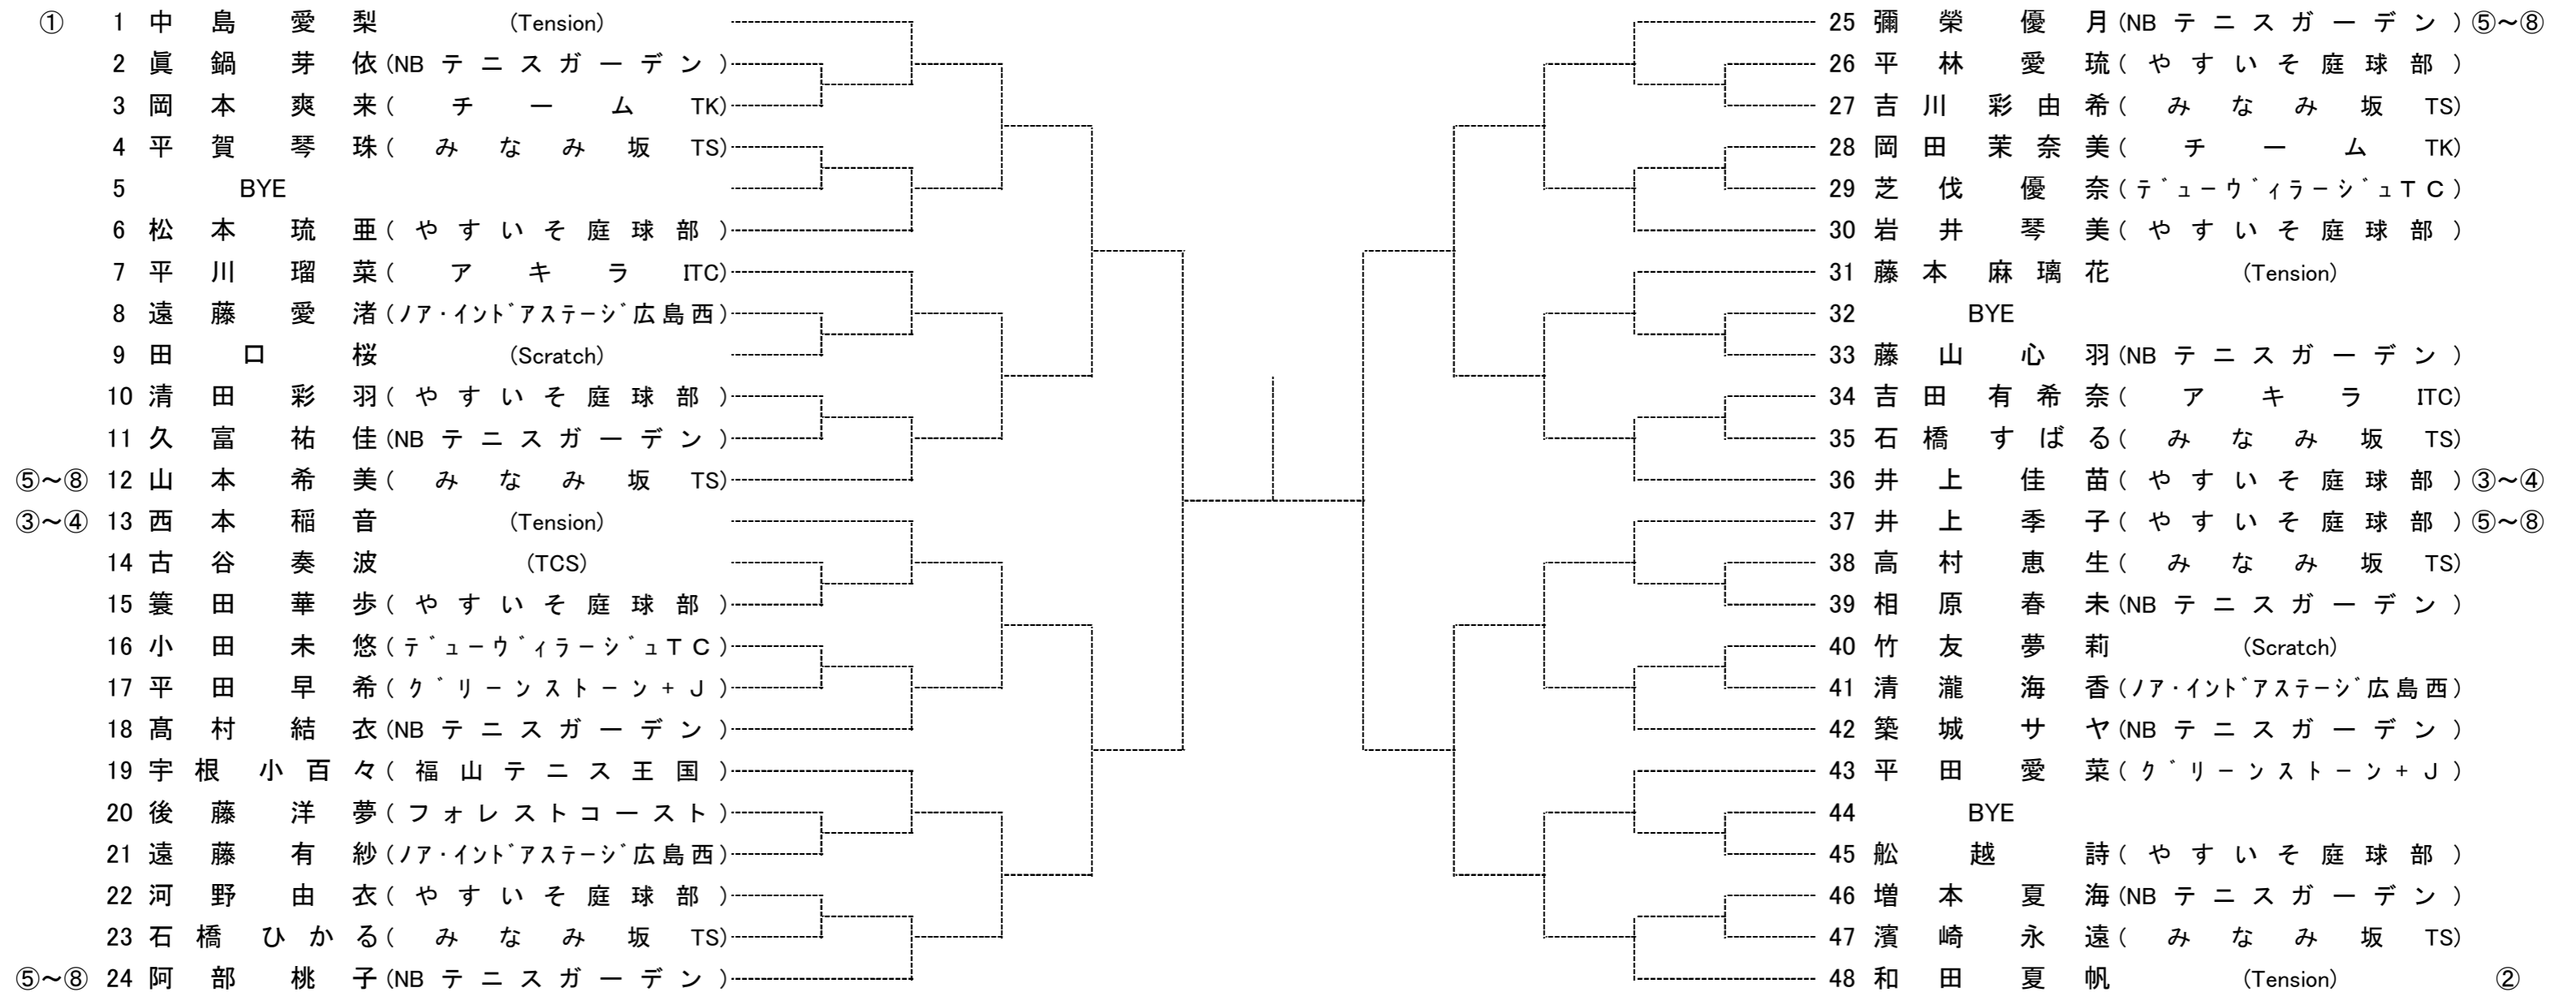 ① 1 中島愛梨 (Tension)
2 眞鍋芽依 (NB テニスガーデン)
3 岡本爽来 (チーム TK)
4 平賀琴珠 (みなみ坂 TS)
5 BYE
6 松本琉亜 (やすいそ庭球部)
7 平川瑠菜 (アキラ ITC)
8 遠藤愛渚 (ノア・インドアステージ広島西)
9 田口桜 (Scratch)
10 清田彩羽 (やすいそ庭球部)
11 久富祐佳 (NB テニスガーデン)
⑤～⑧ 12 山本希美 (みなみ坂 TS)
③～④ 13 西本稲音 (Tension)
14 古谷奏波 (TCS)
15 簑田華歩 (やすいそ庭球部)
16 小田未悠 (デューヴィラージュTC)
17 平田早希 (グリーンストーン+J)
18 髙村結衣 (NB テニスガーデン)
19 宇根小百々 (福山テニス王国)
20 後藤洋夢 (フォレストコースト)
21 遠藤有紗 (ノア・インドアステージ広島西)
22 河野由衣 (やすいそ庭球部)
23 石橋ひかる (みなみ坂 TS)
⑤～⑧ 24 阿部桃子 (NB テニスガーデン)
25 彌榮優月 (NB テニスガーデン) ⑤～⑧
26 平林愛琉 (やすいそ庭球部)
27 吉川彩由希 (みなみ坂 TS)
28 岡田茉奈美 (チーム TK)
29 芝伐優奈 (デューヴィラージュTC)
30 岩井琴美 (やすいそ庭球部)
31 藤本麻璃花 (Tension)
32 BYE
33 藤山心羽 (NB テニスガーデン)
34 吉田有希奈 (アキラ ITC)
35 石橋すばる (みなみ坂 TS)
36 井上佳苗 (やすいそ庭球部) ③～④
37 井上季子 (やすいそ庭球部) ⑤～⑧
38 高村恵生 (みなみ坂 TS)
39 相原春未 (NB テニスガーデン)
40 竹友夢莉 (Scratch)
41 清瀧海香 (ノア・インドアステージ広島西)
42 築城サヤ (NB テニスガーデン)
43 平田愛菜 (グリーンストーン+J)
44 BYE
45 舩越詩 (やすいそ庭球部)
46 増本夏海 (NB テニスガーデン)
47 濱崎永遠 (みなみ坂 TS)
48 和田夏帆 (Tension) ②